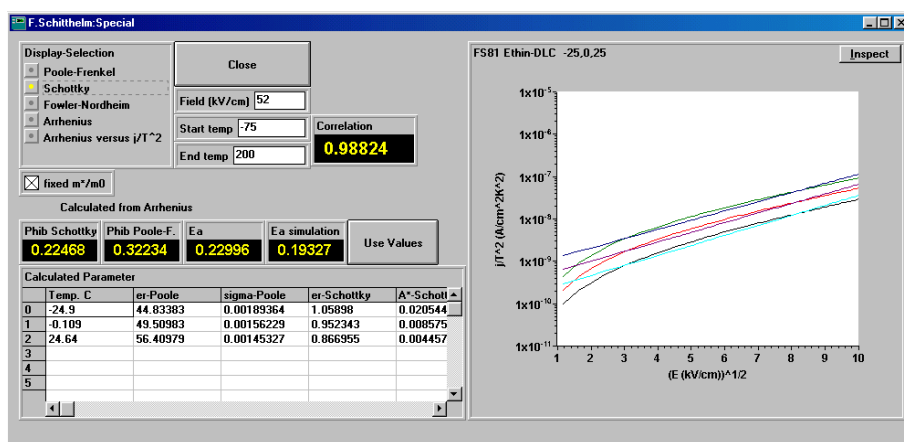 F.Schitthelm:Special
Display-Selection
Poole-Frenkel
Schottky
Fowler-Nordheim
Arrhenius
Arrhenius versus j/T^2
Close
Field (kV/cm) 52
Start temp -75
End temp 200
Correlation
0.98824
fixed m*/m0
Calculated from Arrhenius
Phib Schottky Phib Poole-F. Ea Ea simulation
0.22468 0.32234 0.22996 0.19327
Use Values
Calculated Parameter
Temp. C er-Poole sigma-Poole er-Schottky A*-Schott
0 -24.9 44.83383 0.00189364 1.05898 0.020544
1 -0.109 49.50983 0.00156229 0.952343 0.008575
2 24.64 56.40979 0.00145327 0.866955 0.004457
3
4
5
FS81 Ethin-DLC -25,0,25
Inspect
1x10-5
1x10-6
1x10-7
1x10-8
1x10-9
1x10-10
1x10-11
j/T^2 (A/cm^2K^2)
1 2 3 4 5 6 7 8 9 10
(E (kV/cm))^1/2